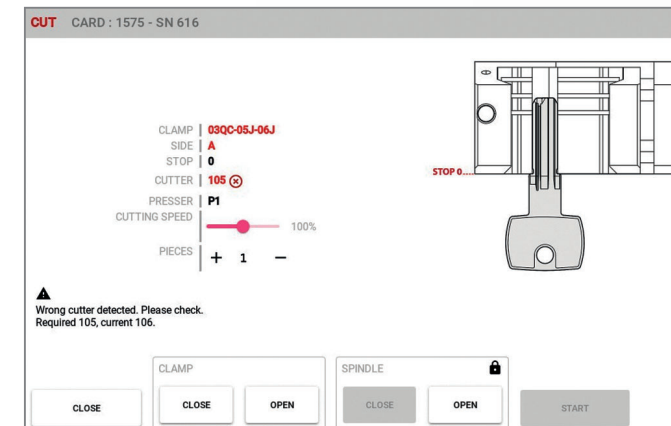 CUT CARD : 1575 - SN 616
CLAMP 03QC-05J-06J
SIDE A
STOP 0
CUTTER 105
PRESSER P1
CUTTING SPEED 100%
PIECES + 1 −
STOP 0....
Wrong cutter detected. Please check.
Required 105, current 106.
CLOSE
CLAMP
CLOSE OPEN
SPINDLE
CLOSE OPEN
START